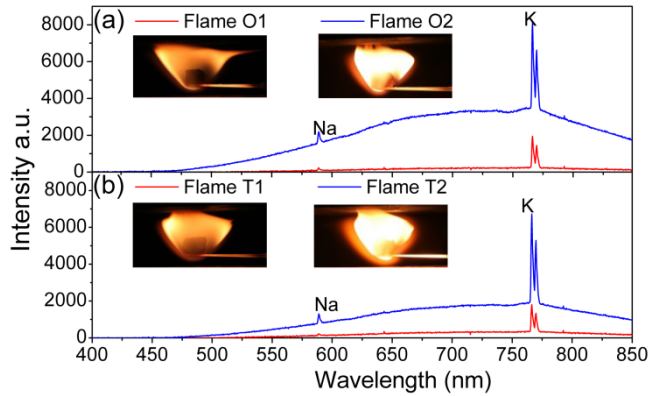 (a)
Flame O1
Flame O2
K
Na
8000
6000
4000
2000
0
(b)
Flame T1
Flame T2
K
Na
8000
6000
4000
2000
0
Intensity a.u.
400 450 500 550 600 650 700 750 800 850
Wavelength (nm)